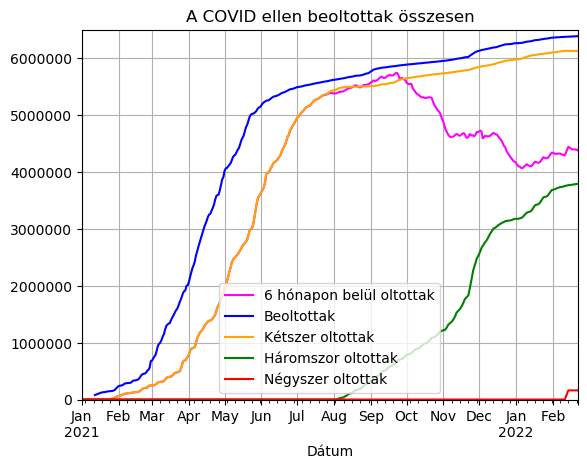 A COVID ellen beoltottak összesen
6000000
5000000
4000000
3000000
2000000
1000000
0
6 hónapon belül oltottak
Beoltottak
Kétszer oltottak
Háromszor oltottak
Négyszer oltottak
Jan Feb Mar Apr May Jun Jul Aug Sep Oct Nov Dec Jan Feb
2021 2022
Dátum